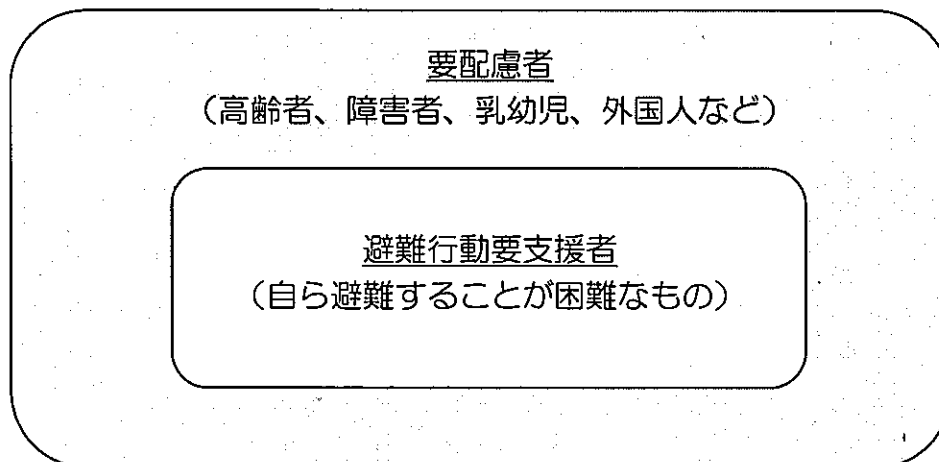 要配慮者
（高齢者、障害者、乳幼児、外国人など）
避難行動要支援者
（自ら避難することが困難なもの）